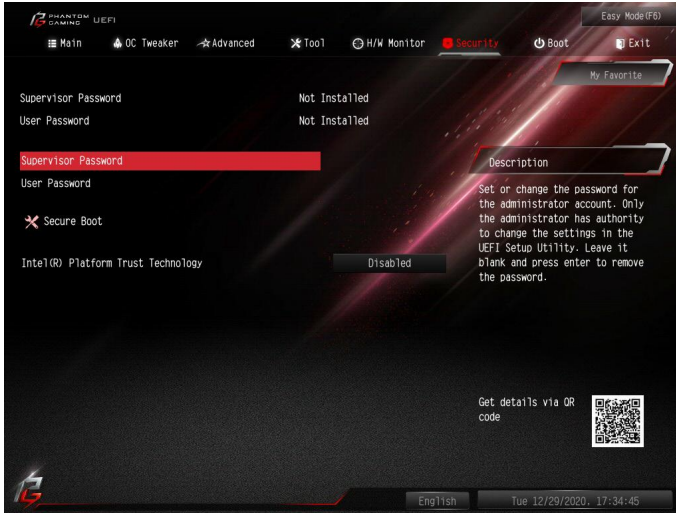 PHANTOM GAMING UEFI
Easy Mode(F6)
Main OC Tweaker Advanced Tool H/W Monitor Security Boot Exit
My Favorite
Supervisor Password Not Installed
User Password Not Installed
Supervisor Password
User Password
Secure Boot
Intel(R) Platform Trust Technology Disabled
Description
Set or change the password for
the administrator account. Only
the administrator has authority
to change the settings in the
UEFI Setup Utility. Leave it
blank and press enter to remove
the password.
Get details via QR
code
English
Tue 12/29/2020. 17:34:45